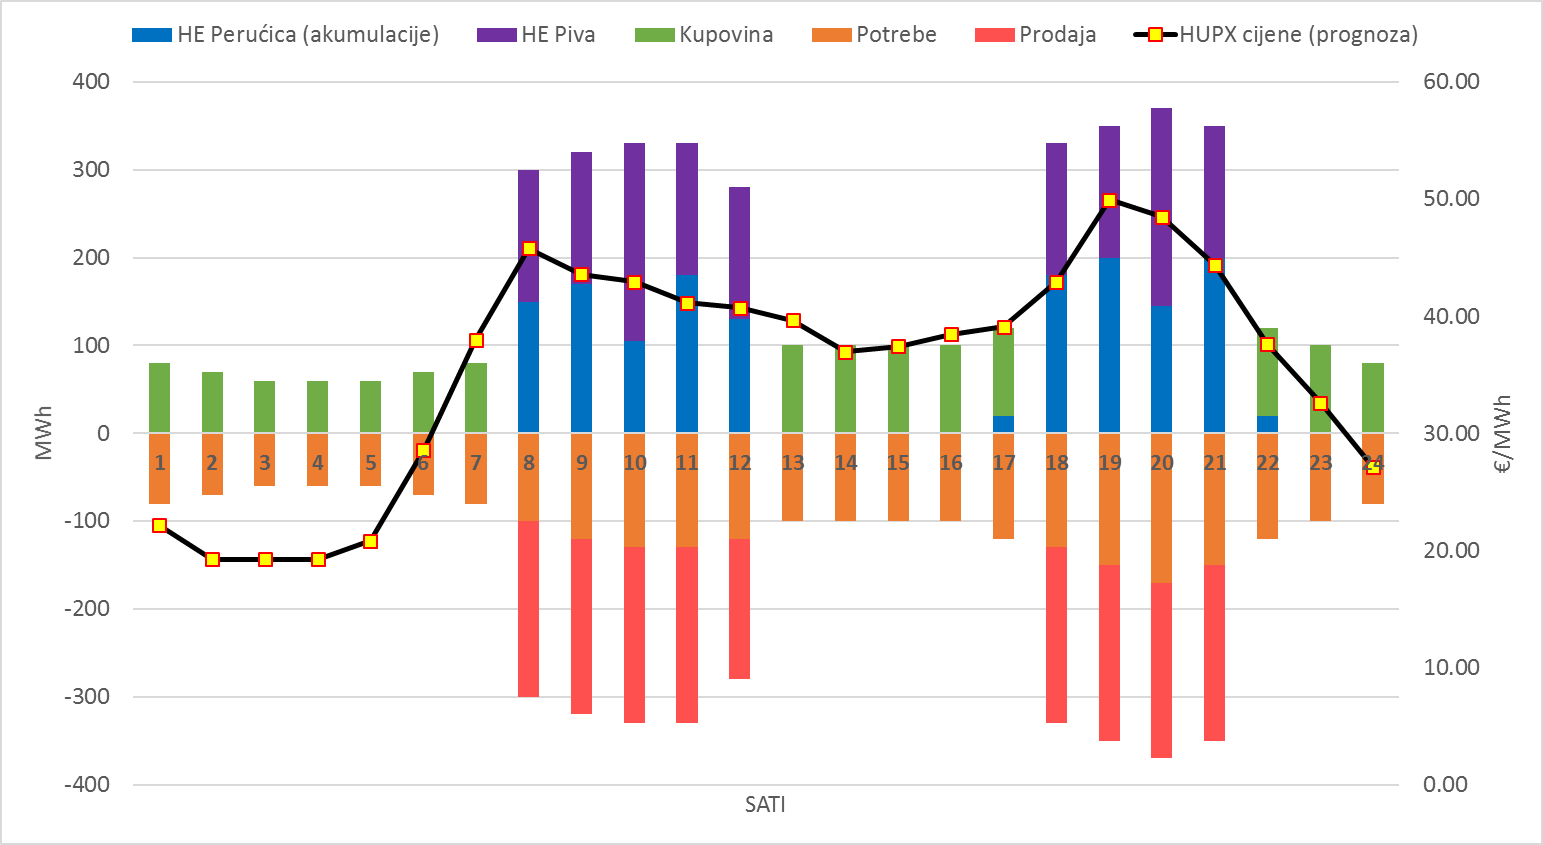 HE Perućica (akumulacije) HE Piva Kupovina Potrebe Prodaja HUPX cijene (prognoza)
400 60.00
300 50.00
200 40.00
100
0 30.00
-100 20.00
-200
-300 10.00
-400 0.00
MWh
€/MWh
1 2 3 4 5 6 7 8 9 10 11 12 13 14 15 16 17 18 19 20 21 22 23 24
SATI